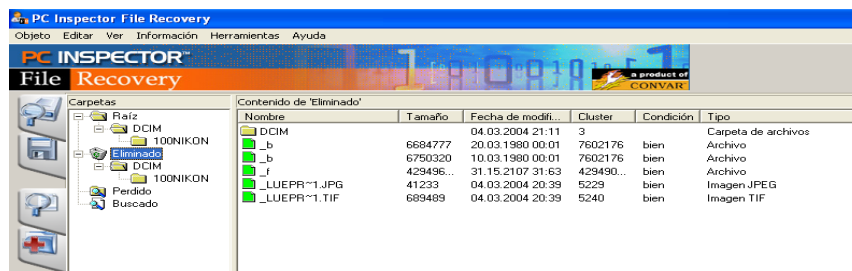 PC Inspector File Recovery
Objeto Editar Ver Información Herramientas Ayuda
PC INSPECTOR™
File Recovery
a product of
CONVAR
Carpetas
Raíz
DCIM
100NIKON
Eliminado
DCIM
100NIKON
Perdido
Buscado
Contenido de 'Eliminado'
Nombre Tamaño Fecha de modifi... Cluster Condición Tipo
DCIM 04.03.2004 21:11 3 Carpeta de archivos
_b 6684777 20.03.1980 00:01 7602176 bien Archivo
_b 6750320 10.03.1980 00:01 7602176 bien Archivo
_f 429496... 31.15.2107 31:63 429490... bien Archivo
_LUEPR~1.JPG 41233 04.03.2004 20:39 5229 bien Imagen JPEG
_LUEPR~1.TIF 689489 04.03.2004 20:39 5240 bien Imagen TIF